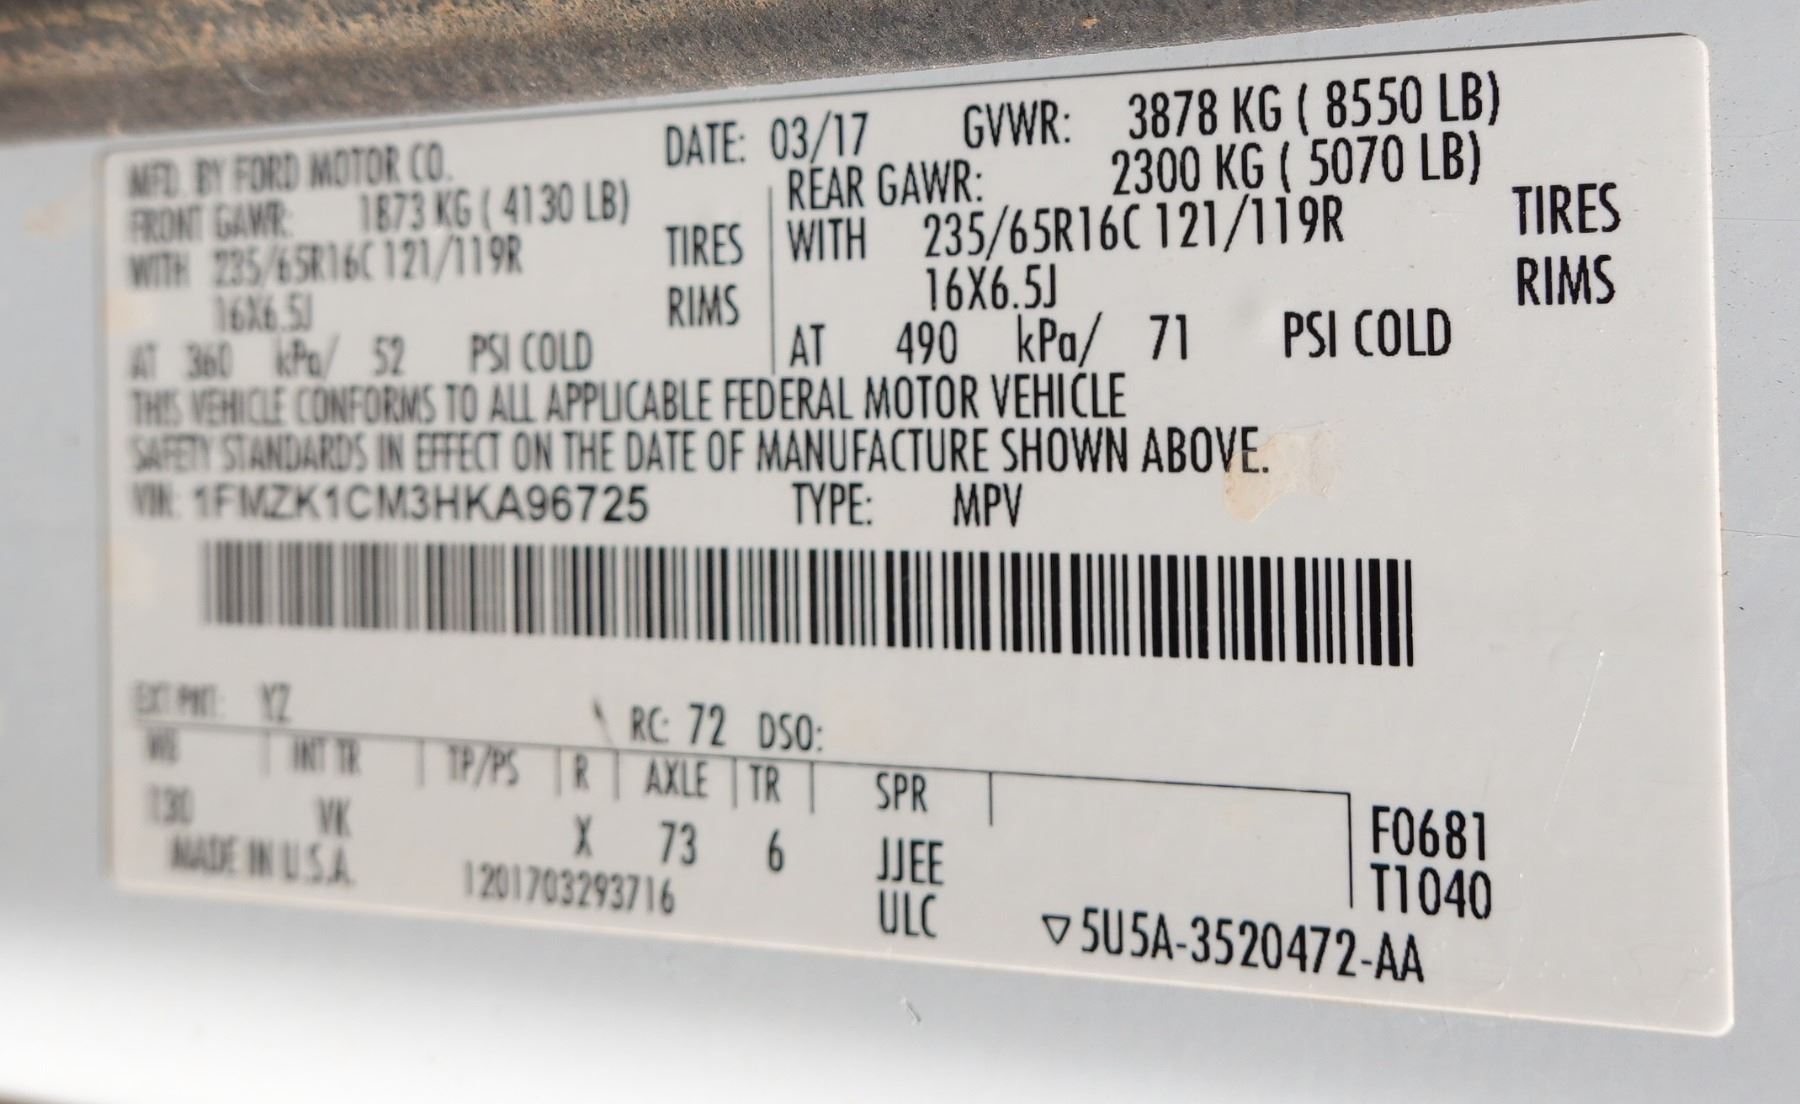 MFD. BY FORD MOTOR CO. DATE: 03/17 GVWR: 3878 KG ( 8550 LB)
FRONT GAWR: 1873 KG ( 4130 LB) REAR GAWR: 2300 KG ( 5070 LB)
WITH 235/65R16C 121/119R TIRES WITH 235/65R16C 121/119R TIRES
16X6.5J RIMS 16X6.5J RIMS
AT 360 kPa/ 52 PSI COLD AT 490 kPa/ 71 PSI COLD
THIS VEHICLE CONFORMS TO ALL APPLICABLE FEDERAL MOTOR VEHICLE
SAFETY STANDARDS IN EFFECT ON THE DATE OF MANUFACTURE SHOWN ABOVE.
VIN: 1FMZK1CM3HKA96725 TYPE: MPV
EXT PNT: YZ RC: 72 DSO:
WB INT TR TP/PS R AXLE TR SPR
130 VK X 73 6 JJEE F0681
MADE IN U.S.A. 1201703293716 ULC T1040
▽5U5A-3520472-AA